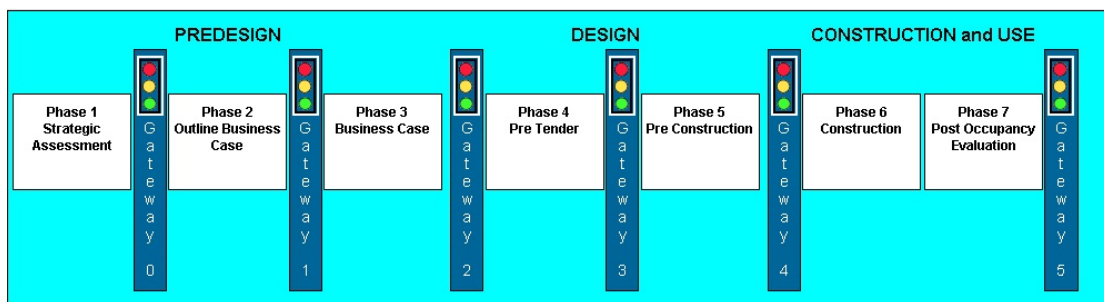 PREDESIGN
DESIGN
CONSTRUCTION and USE
Phase 1
Strategic
Assessment
Gateway 0
Phase 2
Outline Business
Case
Gateway 1
Phase 3
Business Case
Gateway 2
Phase 4
Pre Tender
Gateway 3
Phase 5
Pre Construction
Gateway 4
Phase 6
Construction
Phase 7
Post Occupancy
Evaluation
Gateway 5